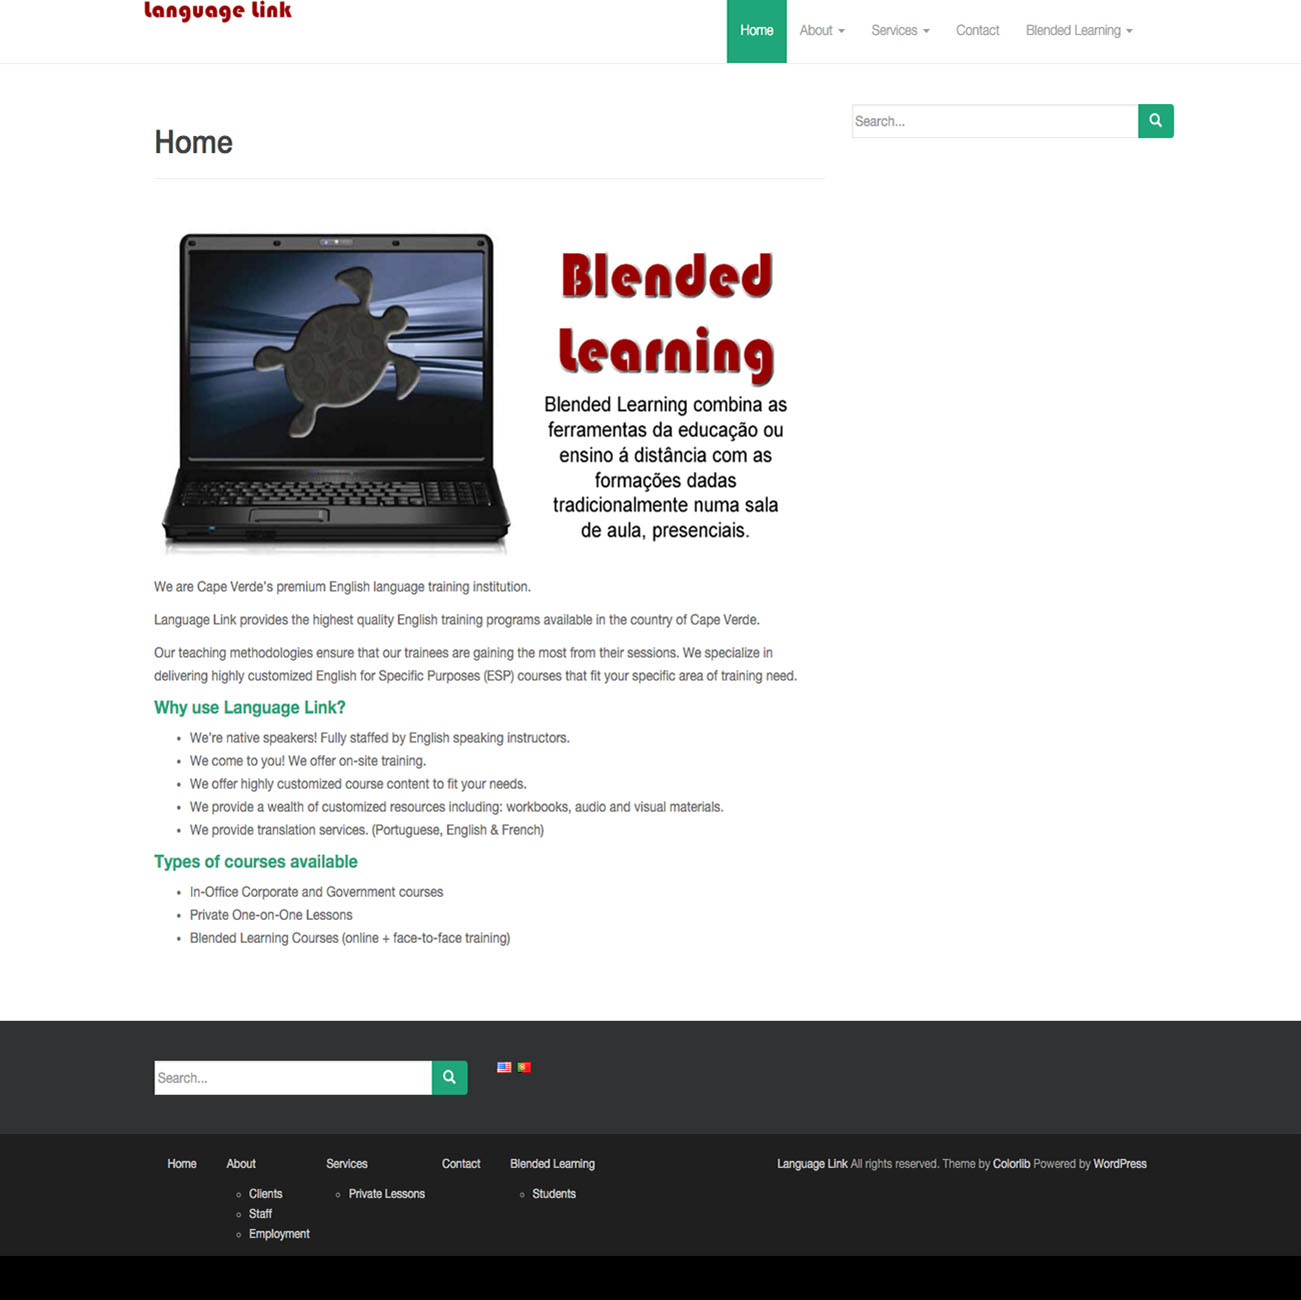 Language Link
Home
About
Services
Contact
Blended Learning
Search...
Home
Blended
Learning
Blended Learning combina as
ferramentas da educação ou
ensino á distância com as
formações dadas
tradicionalmente numa sala
de aula, presenciais.
We are Cape Verde's premium English language training institution.
Language Link provides the highest quality English training programs available in the country of Cape Verde.
Our teaching methodologies ensure that our trainees are gaining the most from their sessions. We specialize in
delivering highly customized English for Specific Purposes (ESP) courses that fit your specific area of training need.
Why use Language Link?
We're native speakers! Fully staffed by English speaking instructors.
We come to you! We offer on-site training.
We offer highly customized course content to fit your needs.
We provide a wealth of customized resources including: workbooks, audio and visual materials.
We provide translation services. (Portuguese, English & French)
Types of courses available
In-Office Corporate and Government courses
Private One-on-One Lessons
Blended Learning Courses (online + face-to-face training)
Search...
Home
About
Clients
Staff
Employment
Services
Private Lessons
Contact
Blended Learning
Students
Language Link All rights reserved. Theme by Colorlib Powered by WordPress